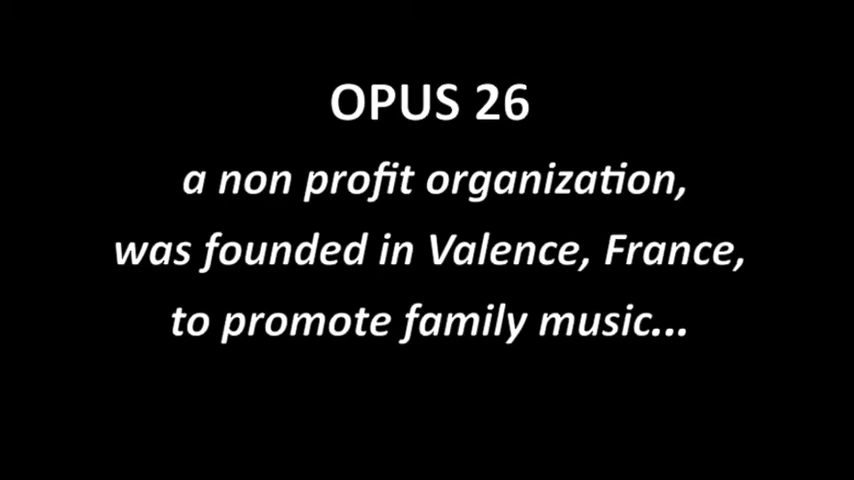 OPUS 26
a non profit organization,
was founded in Valence, France,
to promote family music...